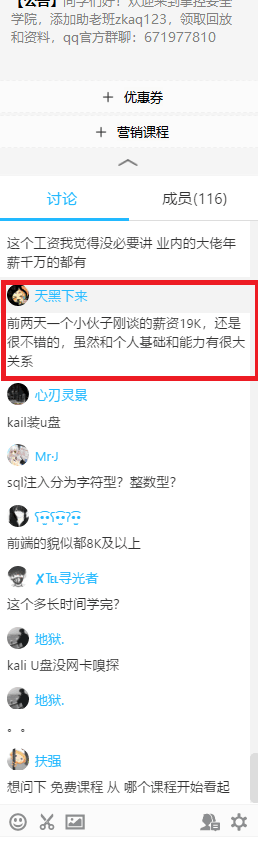 【公告】同学们好！欢迎来到掌控安全
学院，添加助老班zkaq123，领取回放
和资料，qq官方群聊：671977810
＋ 优惠券
＋ 营销课程
讨论 成员(116)
这个工资我觉得没必要讲 业内的大佬年
薪千万的都有
天黑下来
前两天一个小伙子刚谈的薪资19K，还是
很不错的，虽然和个人基础和能力有很大
关系
心刃灵景
kail装u盘
Mr·J
sql注入分为字符型？整数型？
前端的貌似都8K及以上
X℡寻光者
这个多长时间学完？
地狱.
kali U盘没网卡嗅探
地狱.
。。
扶强
想问下 免费课程 从 哪个课程开始看起